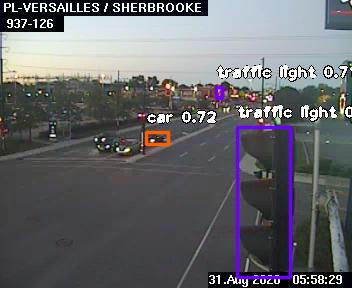 PL-VERSAILLES / SHERBROOKE
937-126
traffic light 0.7
car 0.72
traffic light 0.
31.Aug 2020 05:58:29